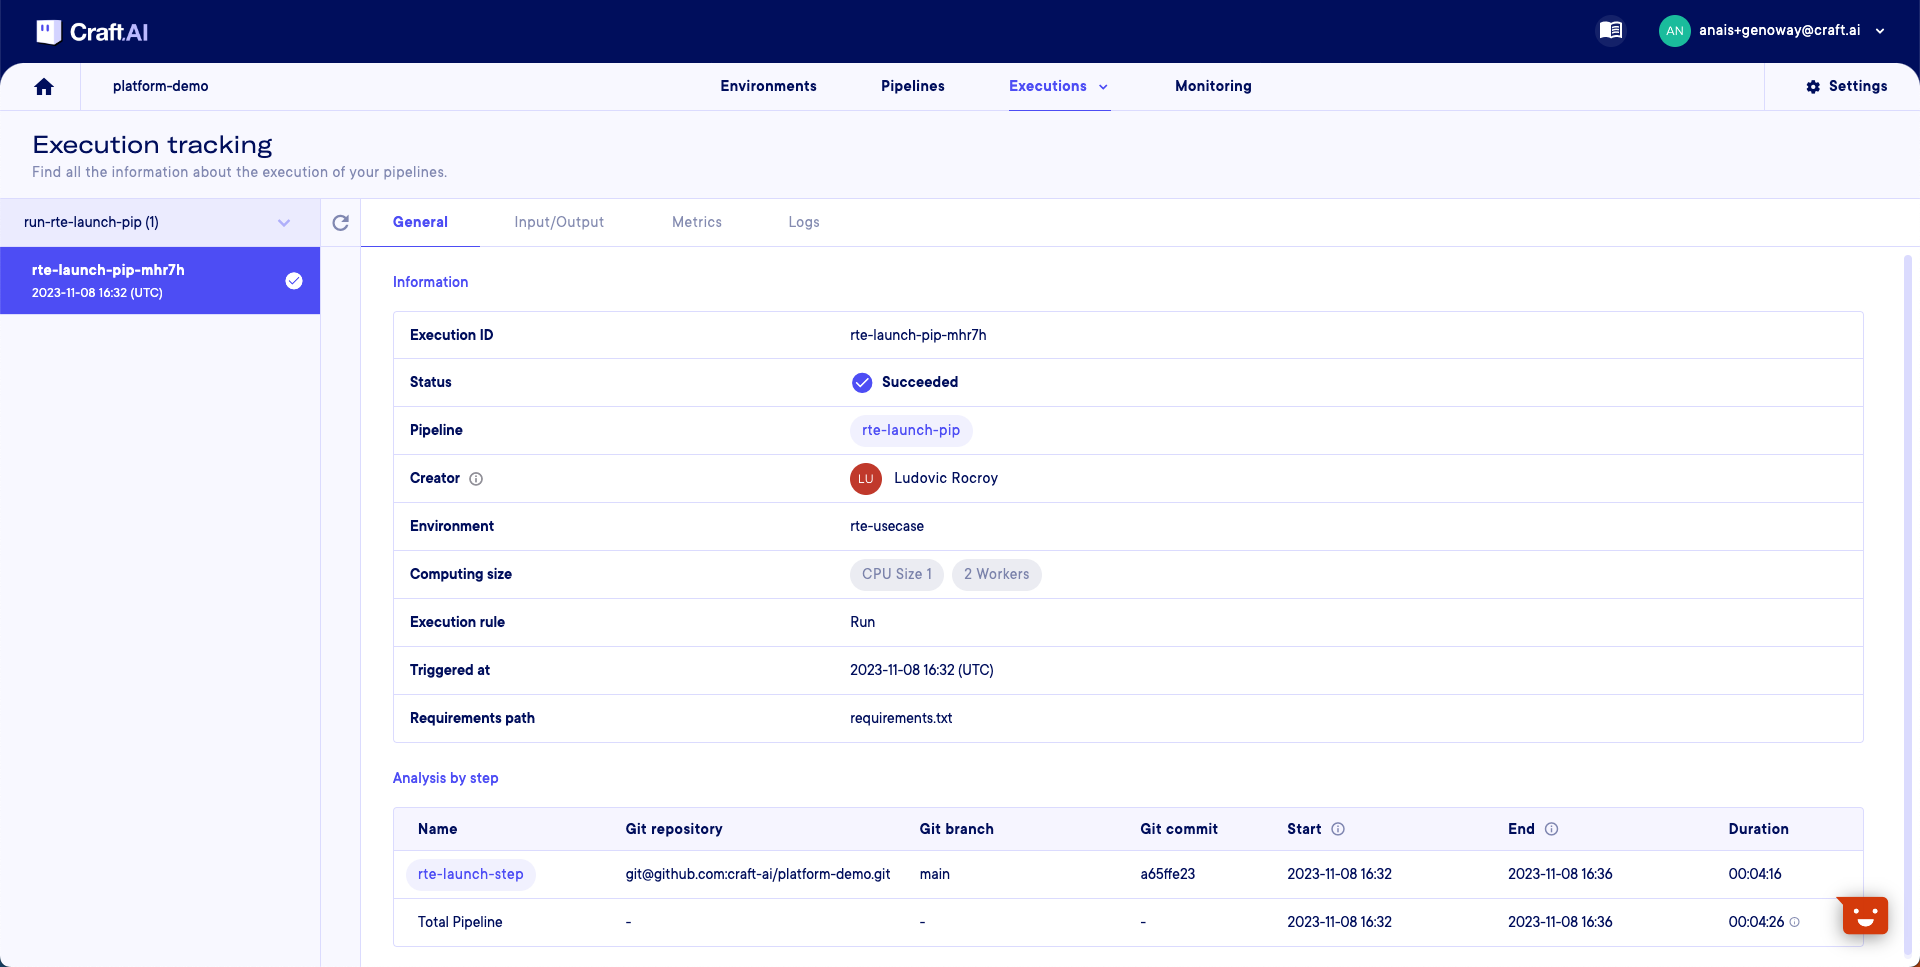 Craft.AI
AN anais+genoway@craft.ai
platform-demo
Environments Pipelines Executions Monitoring
Settings
Execution tracking
Find all the information about the execution of your pipelines.
run-rte-launch-pip (1)
General Input/Output Metrics Logs
rte-launch-pip-mhr7h
2023-11-08 16:32 (UTC)
Information
Execution ID rte-launch-pip-mhr7h
Status Succeeded
Pipeline rte-launch-pip
Creator LU Ludovic Rocroy
Environment rte-usecase
Computing size CPU Size 1 2 Workers
Execution rule Run
Triggered at 2023-11-08 16:32 (UTC)
Requirements path requirements.txt
Analysis by step
Name Git repository Git branch Git commit Start End Duration
rte-launch-step git@github.com:craft-ai/platform-demo.git main a65ffe23 2023-11-08 16:32 2023-11-08 16:36 00:04:16
Total Pipeline - - - 2023-11-08 16:32 2023-11-08 16:36 00:04:26